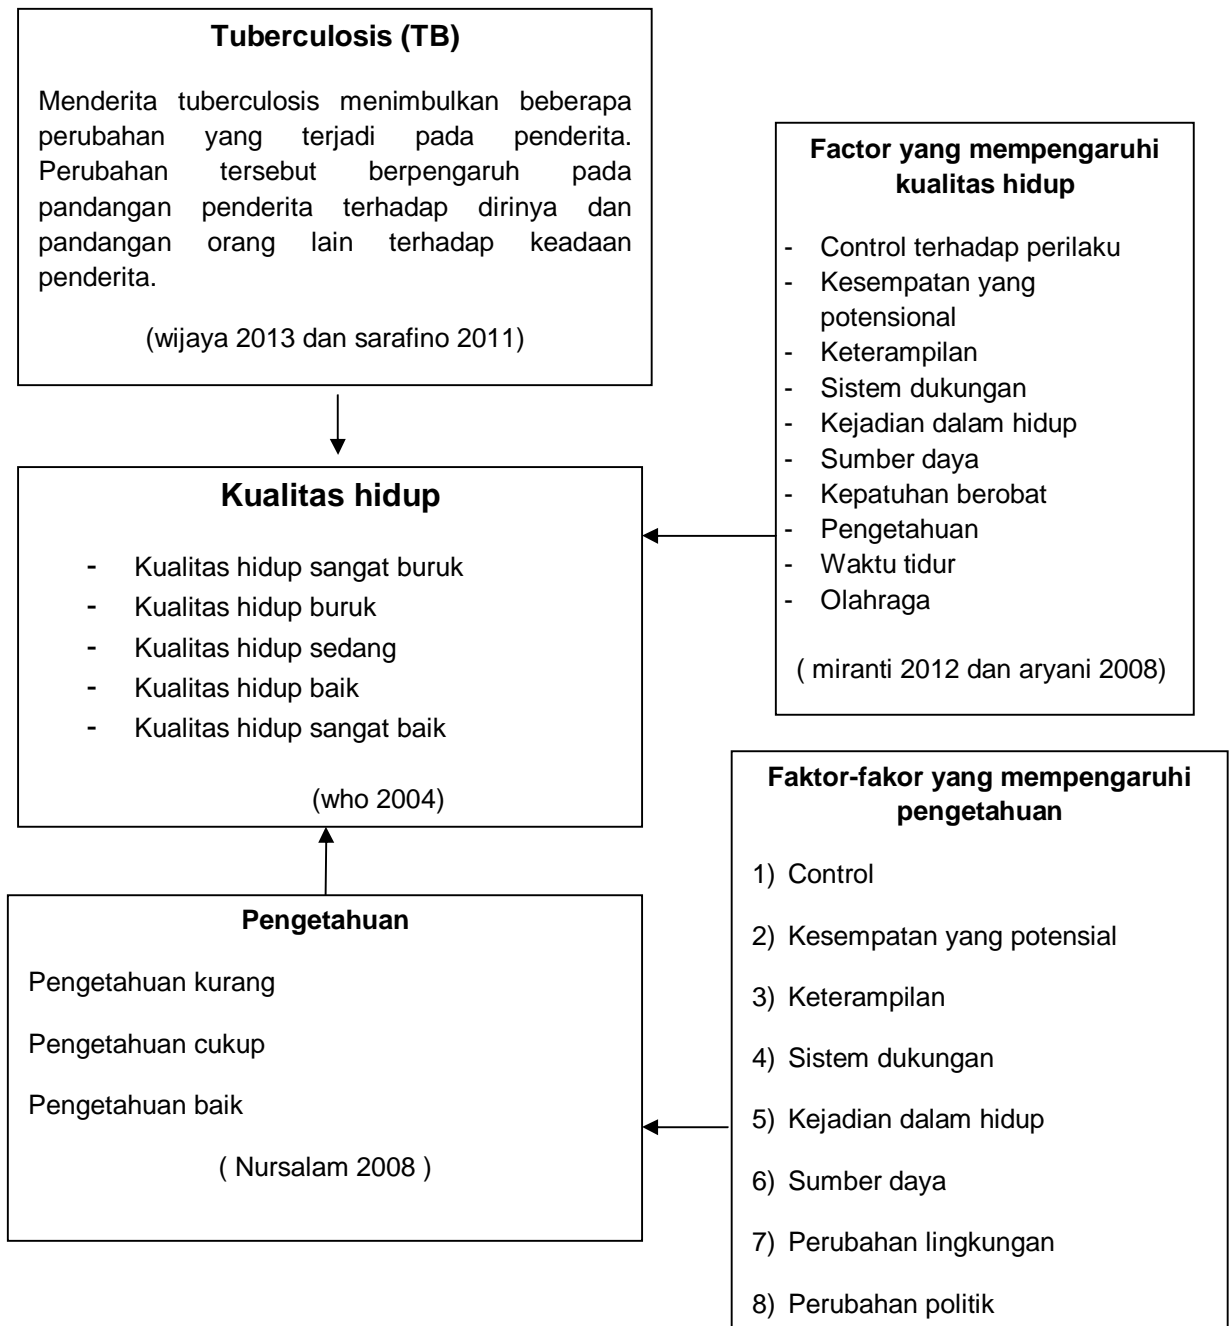 Tuberculosis (TB)
Menderita tuberculosis menimbulkan beberapa
perubahan yang terjadi pada penderita.
Perubahan tersebut berpengaruh pada
pandangan penderita terhadap dirinya dan
pandangan orang lain terhadap keadaan
penderita.
(wijaya 2013 dan sarafino 2011)
Factor yang mempengaruhi
kualitas hidup
- Control terhadap perilaku
- Kesempatan yang
potensional
- Keterampilan
- Sistem dukungan
- Kejadian dalam hidup
- Sumber daya
- Kepatuhan berobat
- Pengetahuan
- Waktu tidur
- Olahraga
( miranti 2012 dan aryani 2008)
Kualitas hidup
- Kualitas hidup sangat buruk
- Kualitas hidup buruk
- Kualitas hidup sedang
- Kualitas hidup baik
- Kualitas hidup sangat baik
(who 2004)
Pengetahuan
Pengetahuan kurang
Pengetahuan cukup
Pengetahuan baik
( Nursalam 2008 )
Faktor-fakor yang mempengaruhi
pengetahuan
1) Control
2) Kesempatan yang potensial
3) Keterampilan
4) Sistem dukungan
5) Kejadian dalam hidup
6) Sumber daya
7) Perubahan lingkungan
8) Perubahan politik